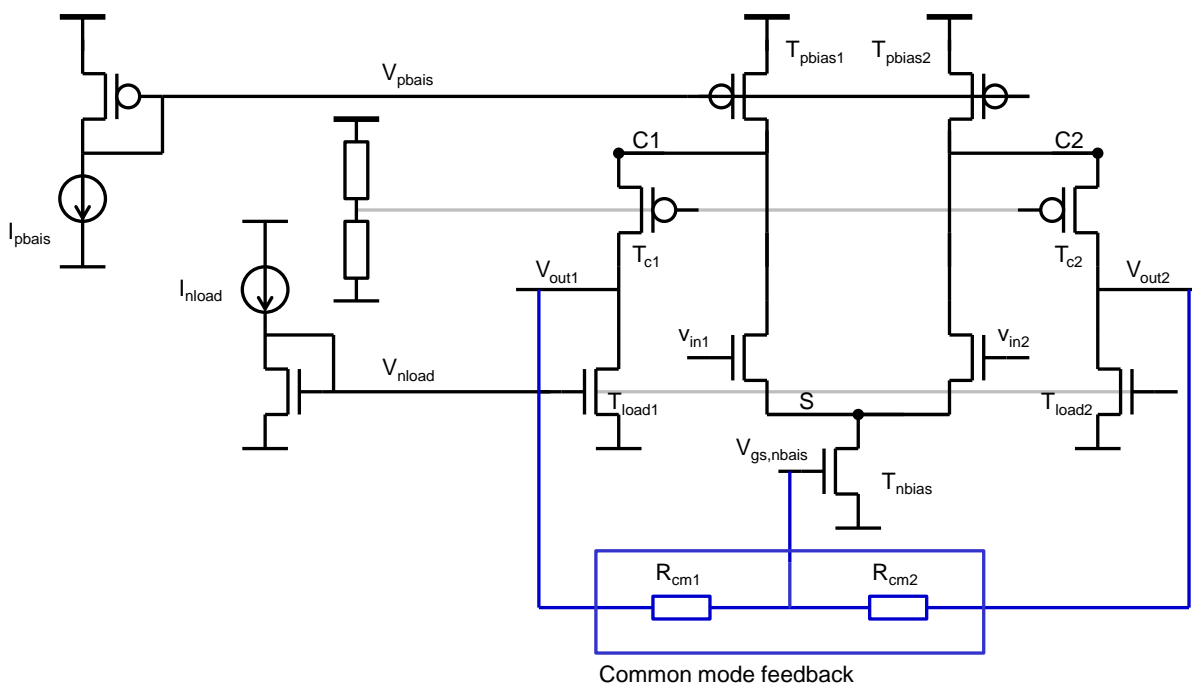 T_pbias1
T_pbias2
V_pbais
C1
C2
I_pbais
T_c1
T_c2
V_out1
V_out2
I_nload
v_in1
v_in2
V_nload
T_load1
S
T_load2
V_gs,nbais
T_nbias
R_cm1
R_cm2
Common mode feedback